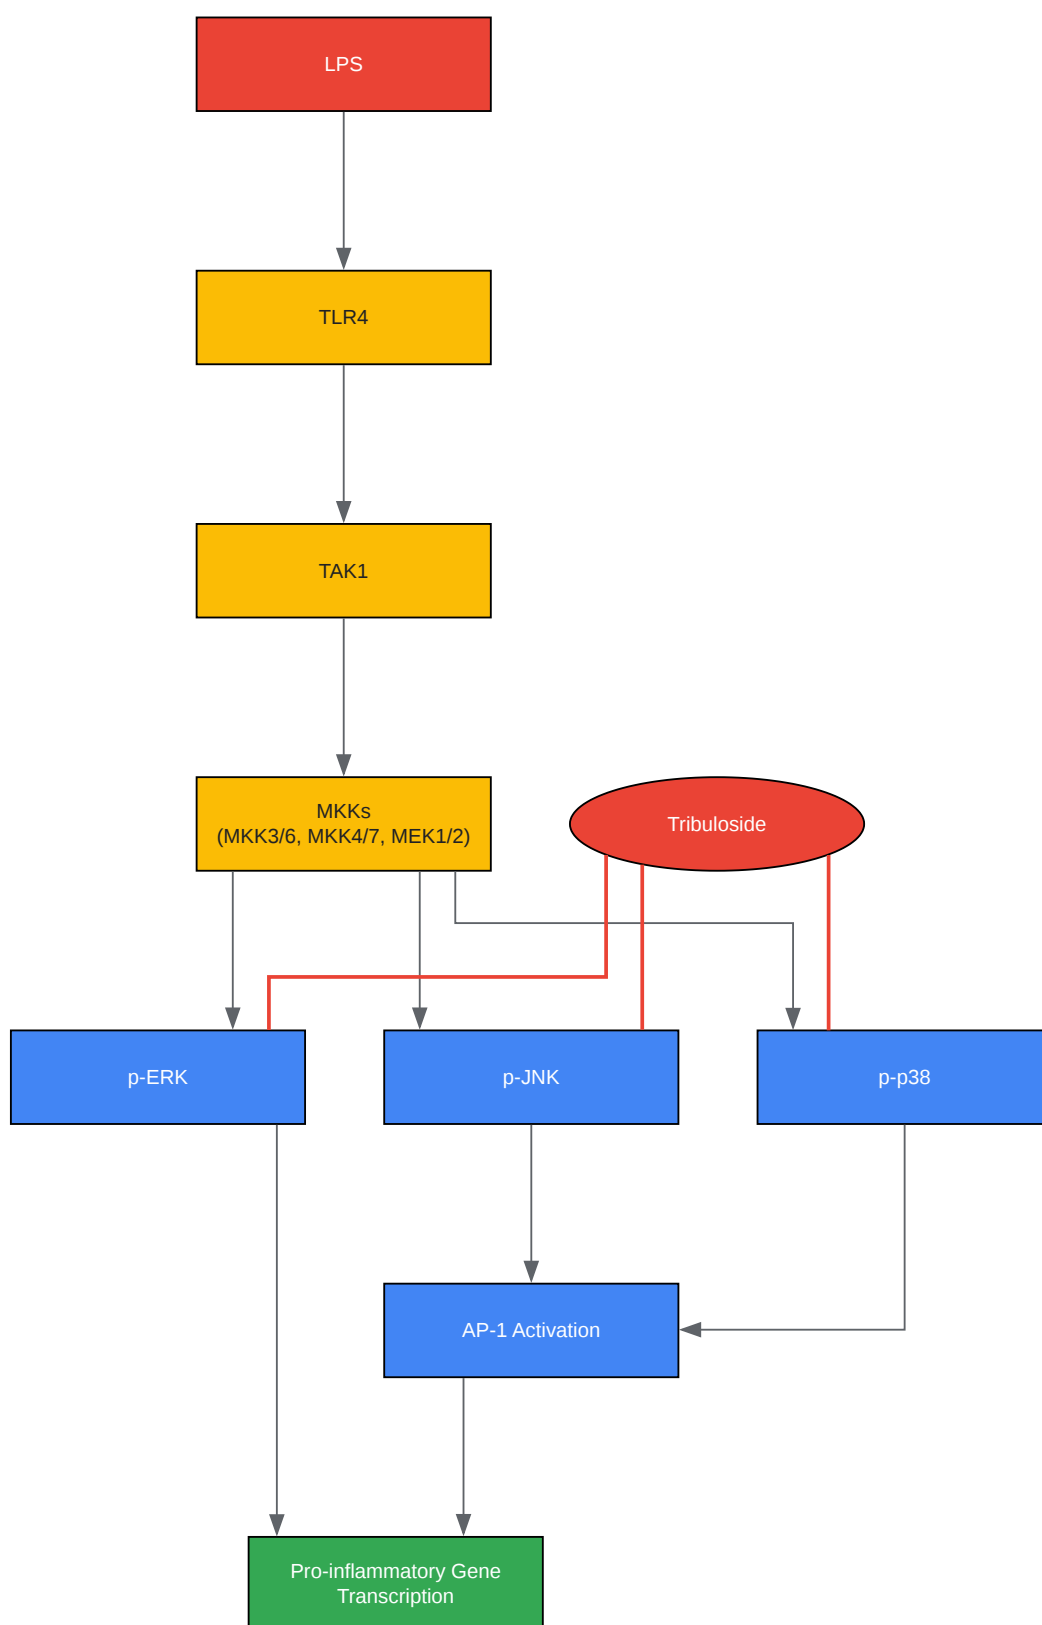 LPS
TLR4
TAK1
MKKs
(MKK3/6, MKK4/7, MEK1/2)
Tribuloside
p-ERK
p-JNK
p-p38
AP-1 Activation
Pro-inflammatory Gene
Transcription